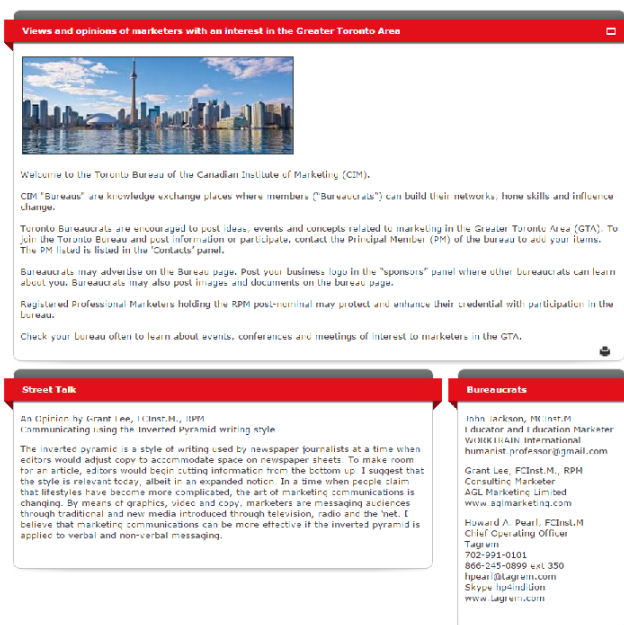 Views and opinions of marketers with an interest in the Greater Toronto Area
Welcome to the Toronto Bureau of the Canadian Institute of Marketing (CIM).
CIM "Bureaus" are knowledge exchange places where members ("Bureaucrats") can build their networks, hone skills and influence
change.
Toronto Bureaucrats are encouraged to post ideas, events and concepts related to marketing in the Greater Toronto Area (GTA). To
join the Toronto Bureau and post information or participate, contact the Principal Member (PM) of the bureau to add your items.
The PM listed is listed in the 'Contacts' panel.
Bureaucrats may advertise on the Bureau page. Post your business logo in the "sponsors" panel where other bureaucrats can learn
about you. Bureaucrats may also post images and documents on the bureau page.
Registered Professional Marketers holding the RPM post-nominal may protect and enhance their credential with participation in the
bureau.
Check your bureau often to learn about events, conferences and meetings of interest to marketers in the GTA.
Street Talk
An Opinion by Grant Lee, FCInst.M., RPM
Communicating using the Inverted Pyramid writing style
The inverted pyramid is a style of writing used by newspaper journalists at a time when
editors would adjust copy to accommodate space on newspaper sheets. To make room
for an article, editors would begin cutting information from the bottom up. I suggest that
the style is relevant today, albeit in an expanded notion. In a time when people claim
that lifestyles have become more complicated, the art of marketing communications is
changing. By means of graphics, video and copy, marketers are messaging audiences
through traditional and new media introduced through television, radio and the 'net. I
believe that marketing communications can be more effective if the inverted pyramid is
applied to verbal and non-verbal messaging.
Bureaucrats
John Jackson, MCInst.M
Educator and Education Marketer
WORKTRAIN International
humanist.professor@gmail.com
Grant Lee, FCInst.M., RPM
Consulting Marketer
AGL Marketing Limited
www.aglmarketing.com
Howard A. Pearl, FCInst.M
Chief Operating Officer
Tagrem
702-991-0101
866-245-0899 ext 350
hpearl@tagrem.com
Skype hp4indition
www.tagrem.com